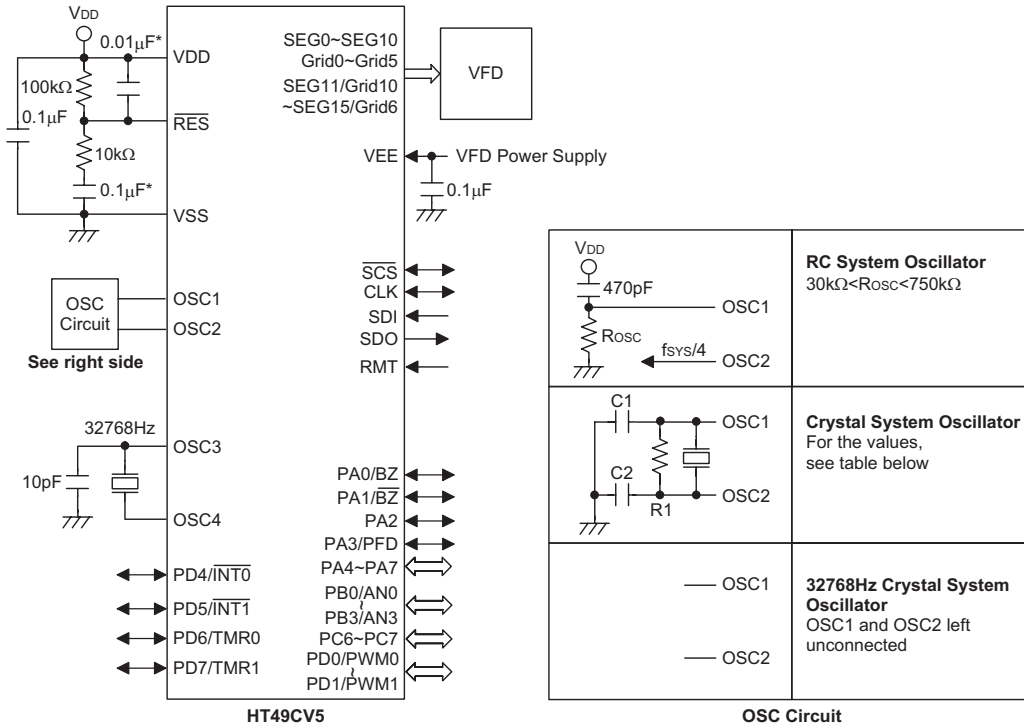 VDD
0.01μF*
VDD
100kΩ
0.1μF
RES
10kΩ
0.1μF*
VSS
OSC
Circuit
OSC1
OSC2
See right side
32768Hz
OSC3
10pF
OSC4
PD4/INT0
PD5/INT1
PD6/TMR0
PD7/TMR1
SEG0~SEG10
Grid0~Grid5
SEG11/Grid10
~SEG15/Grid6
VFD
VEE
VFD Power Supply
0.1μF
SCS
CLK
SDI
SDO
RMT
PA0/BZ
PA1/BZ
PA2
PA3/PFD
PA4~PA7
PB0/AN0
~
PB3/AN3
PC6~PC7
PD0/PWM0
~
PD1/PWM1
HT49CV5
VDD
470pF
OSC1
ROSC
fSYS/4
OSC2
RC System Oscillator
30kΩ<ROSC<750kΩ
C1
OSC1
C2
OSC2
R1
Crystal System Oscillator
For the values,
see table below
OSC1
OSC2
32768Hz Crystal System
Oscillator
OSC1 and OSC2 left
unconnected
OSC Circuit